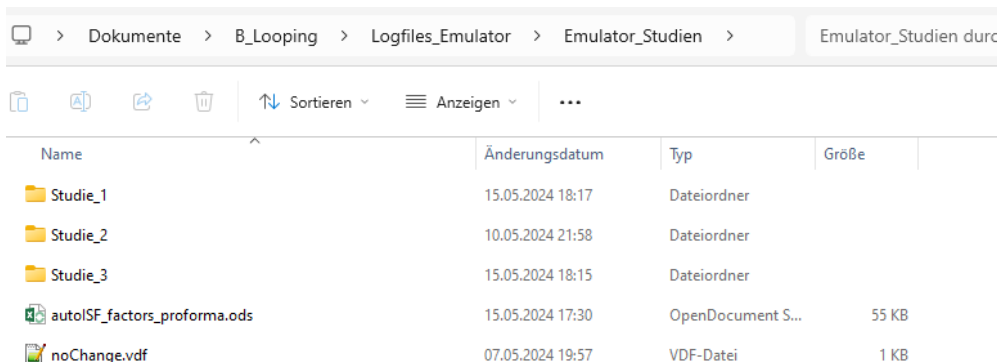 > Dokumente > B_Looping > Logfiles_Emulator > Emulator_Studien > Emulator_Studien durc
Sortieren Anzeigen ...
Name Änderungsdatum Typ Größe
Studie_1 15.05.2024 18:17 Dateiordner
Studie_2 10.05.2024 21:58 Dateiordner
Studie_3 15.05.2024 18:15 Dateiordner
autoISF_factors_proforma.ods 15.05.2024 17:30 OpenDocument S... 55 KB
noChange.vdf 07.05.2024 19:57 VDF-Datei 1 KB